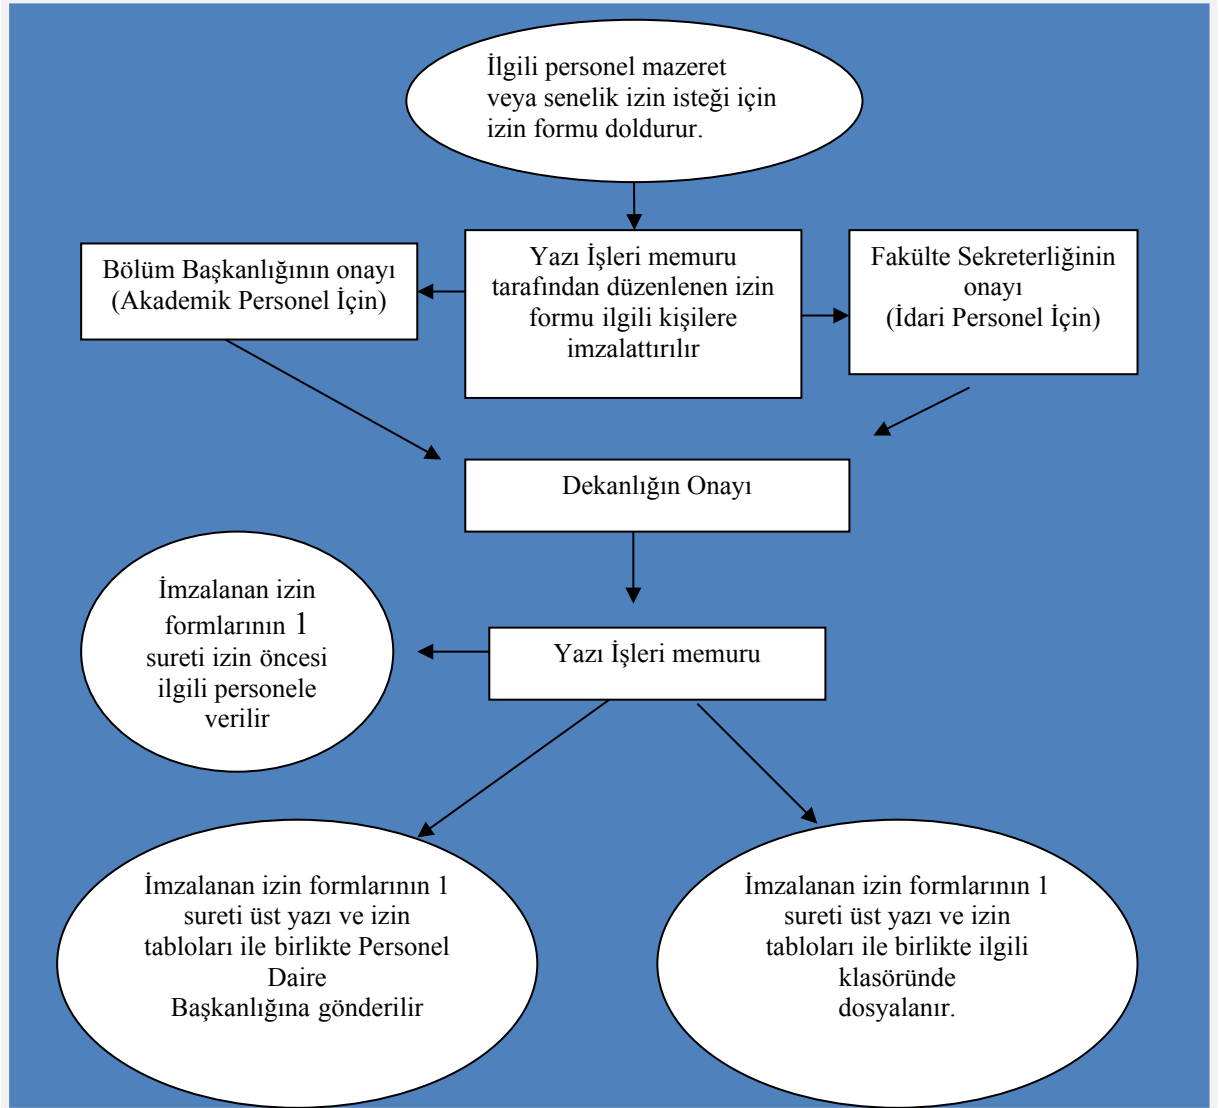 İlgili personel mazeret
veya senelik izin isteği için
izin formu doldurur.
Bölüm Başkanlığının onayı
(Akademik Personel İçin)
Yazı İşleri memuru
tarafından düzenlenen izin
formu ilgili kişilere
imzalattırılır
Fakülte Sekreterliğinin
onayı
(İdari Personel İçin)
Dekanlığın Onayı
İmzalanan izin
formlarının 1
sureti izin öncesi
ilgili personele
verilir
Yazı İşleri memuru
İmzalanan izin formlarının 1
sureti üst yazı ve izin
tabloları ile birlikte Personel
Daire
Başkanlığına gönderilir
İmzalanan izin formlarının 1
sureti üst yazı ve izin
tabloları ile birlikte ilgili
klasöründe
dosyalanır.